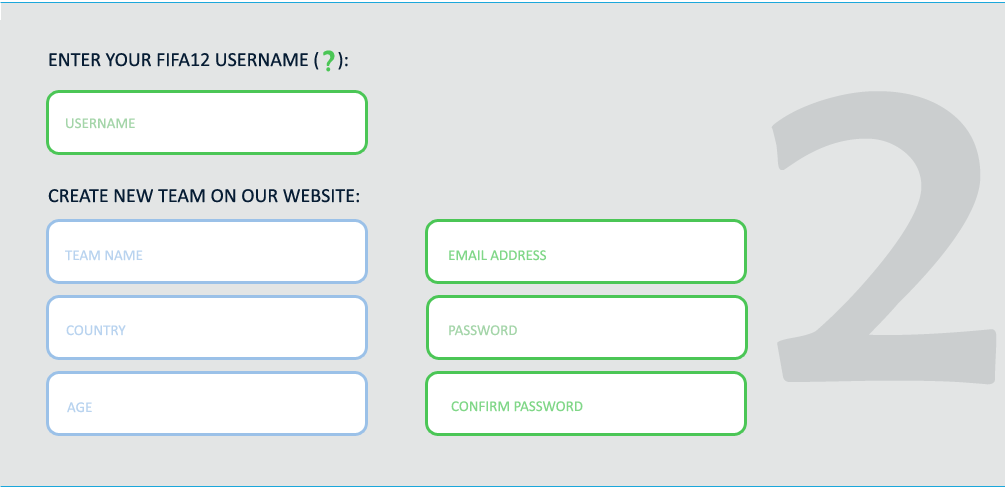 ENTER YOUR FIFA12 USERNAME (?):
USERNAME
CREATE NEW TEAM ON OUR WEBSITE:
TEAM NAME
EMAIL ADDRESS
COUNTRY
PASSWORD
AGE
CONFIRM PASSWORD
2